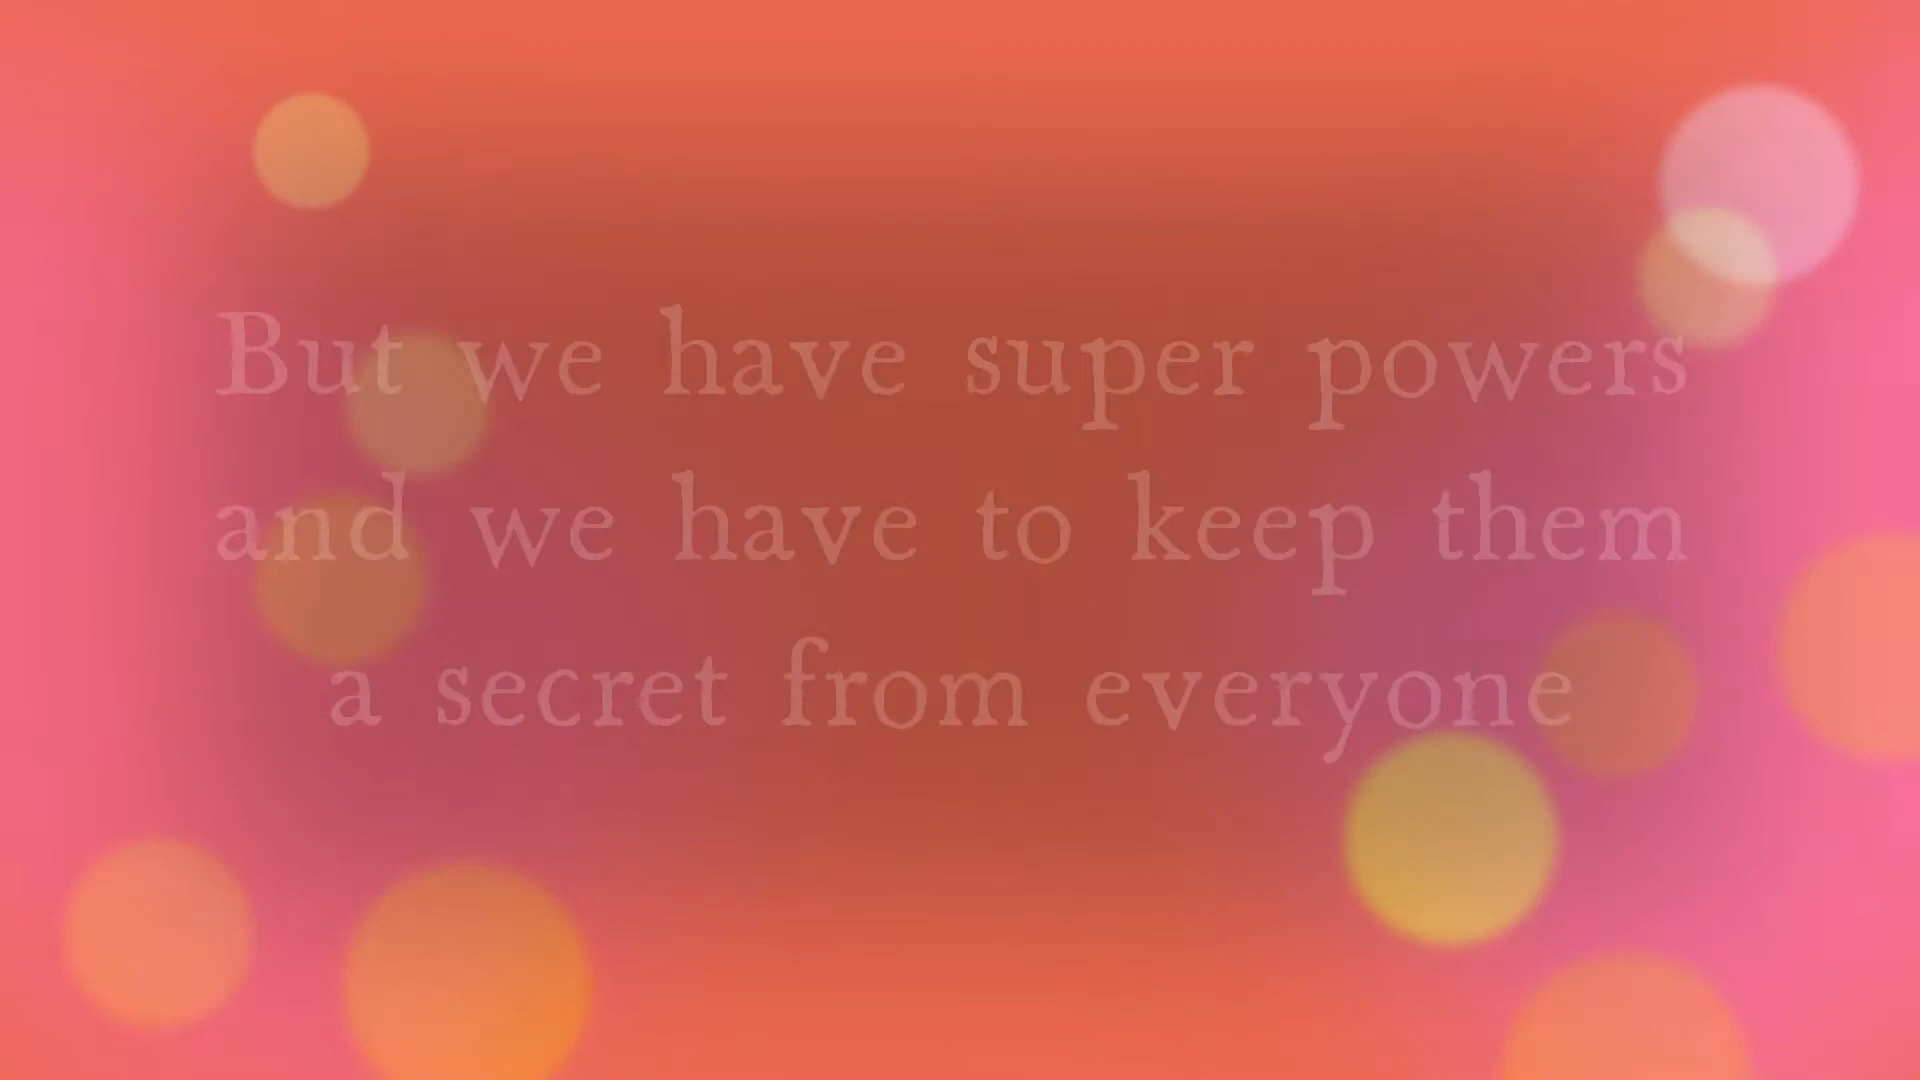 But we have super powers
and we have to keep them
a secret from everyone